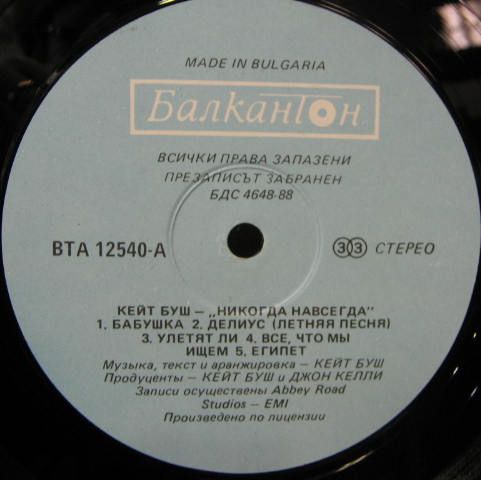 MADE IN BULGARIA
Балкантон
ВСИЧКИ ПРАВА ЗАПАЗЕНИ
ПРЕЗАПИСЪТ ЗАБРАНЕН
БДС 4648-88
ВТА 12540-А
33 СТЕРЕО
КЕЙТ БУШ – „НИКОГДА НАВСЕГДА"
1. БАБУШКА 2. ДЕЛИУС (ЛЕТНЯЯ ПЕСНЯ)
3. УЛЕТЯТ ЛИ 4. ВСЕ, ЧТО МЫ
ИЩЕМ 5. ЕГИПЕТ
Музыка, текст и аранжировка – КЕЙТ БУШ
Продуценты – КЕЙТ БУШ и ДЖОН КЕЛЛИ
Записи осуществены Abbey Road
Studios – EMI
Произведено по лицензии